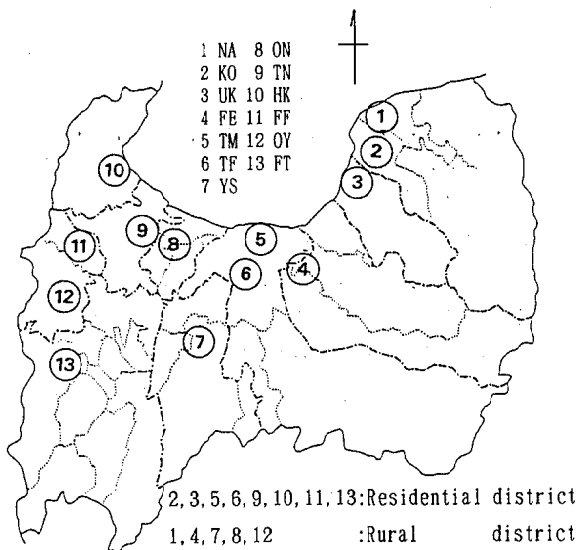 1 NA 8 ON
2 KO 9 TN
3 UK 10 HK
4 FE 11 FF
5 TM 12 OY
6 TF 13 FT
7 YS
1
2
3
10
9
8
5
11
6
4
12
7
13
2,3,5,6,9,10,11,13:Residential district
1,4,7,8,12 :Rural district